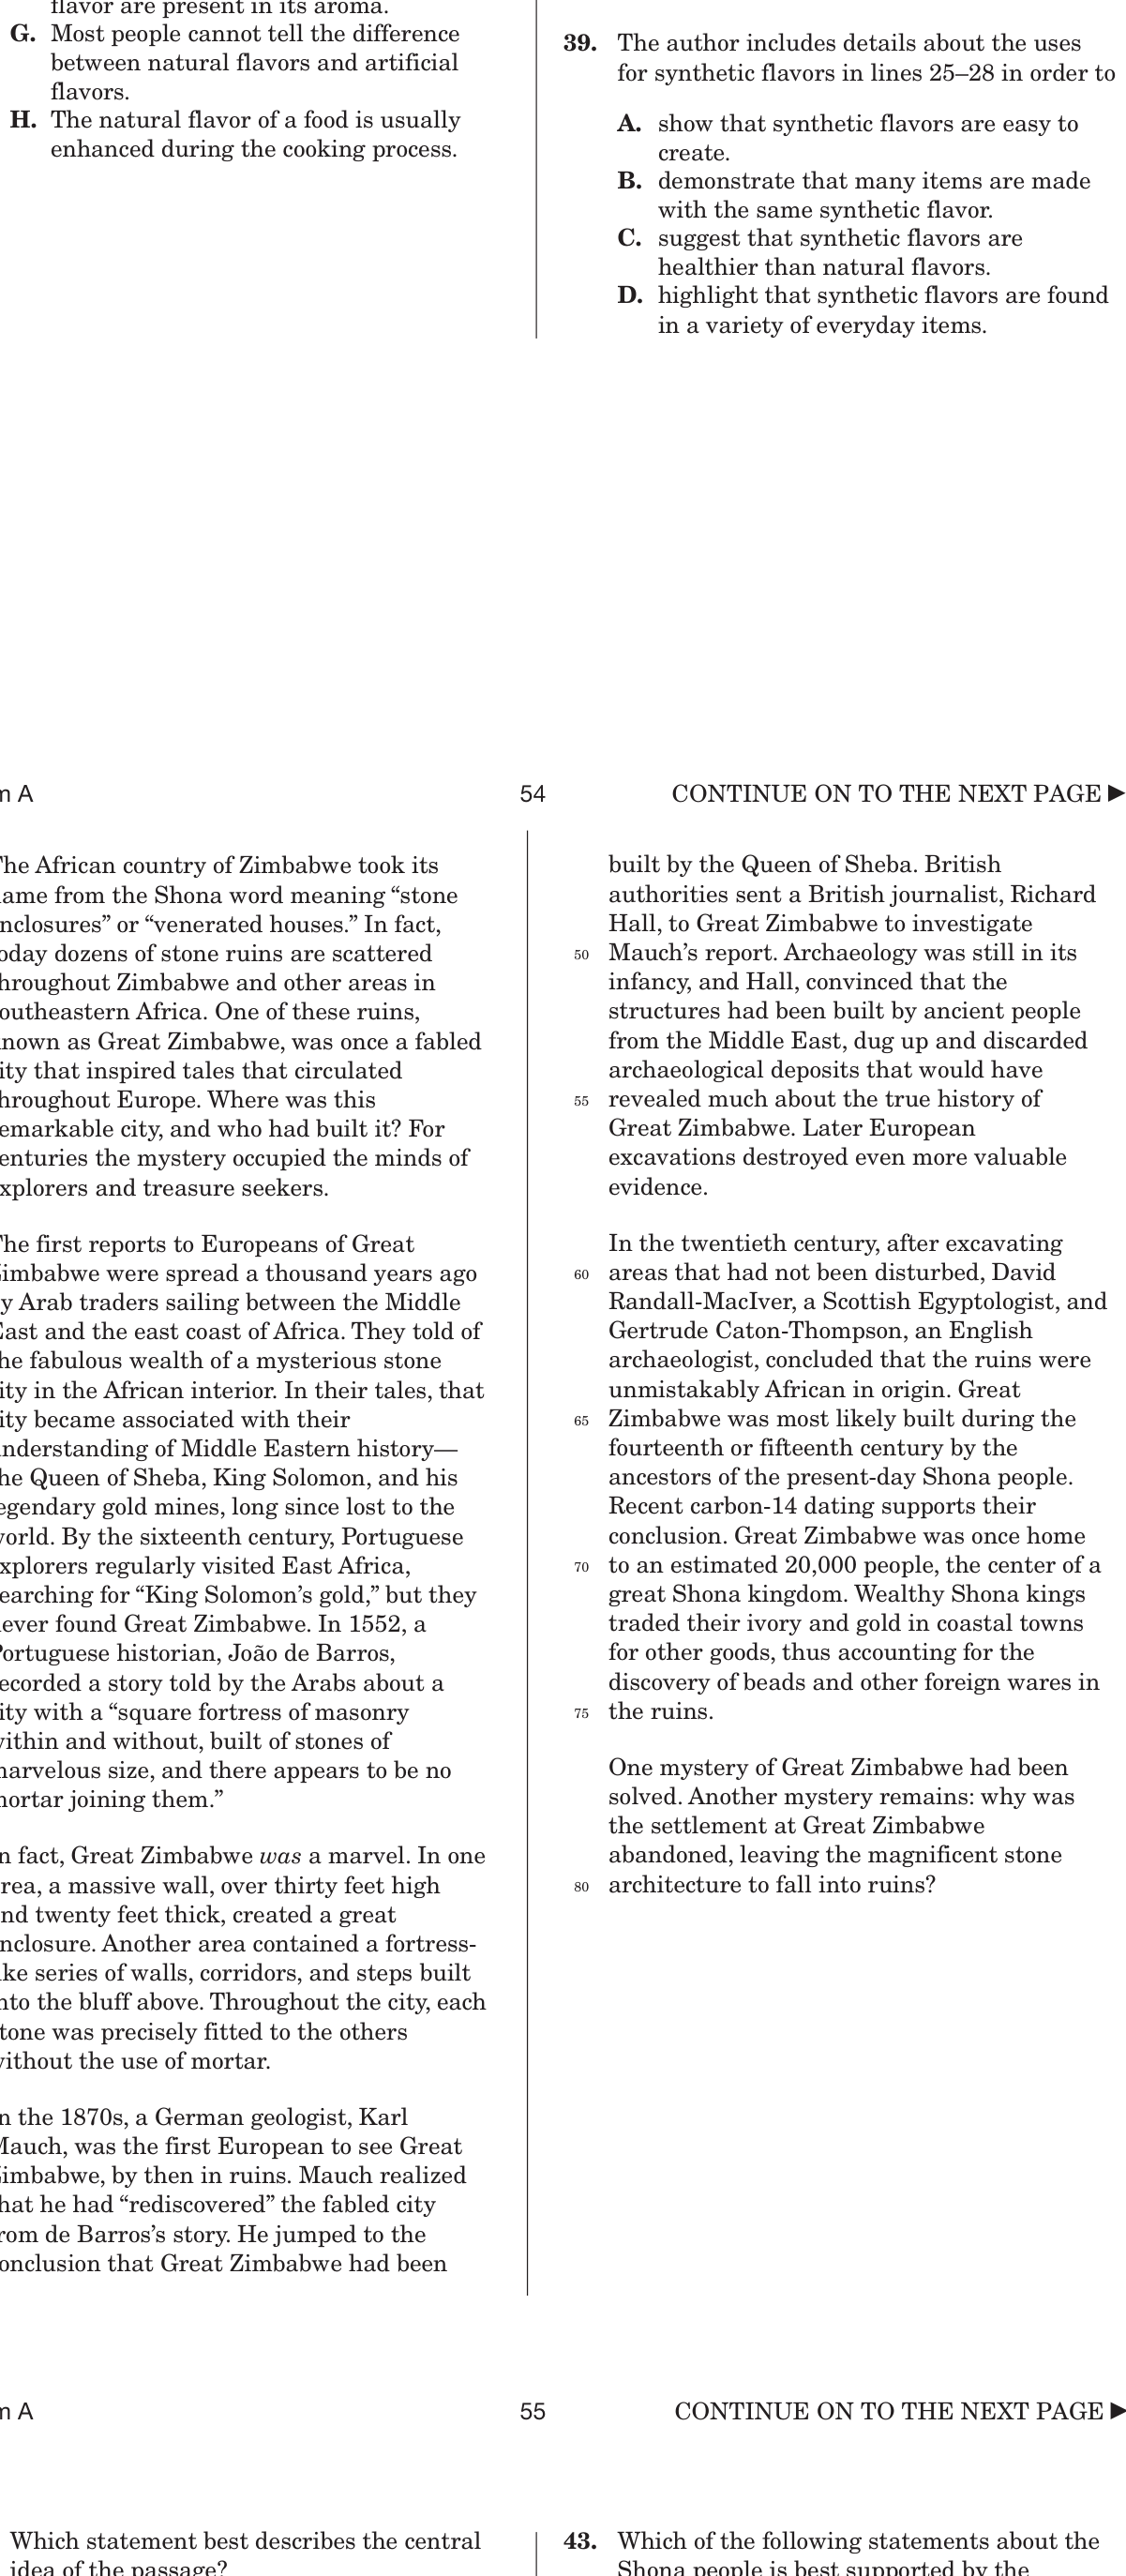 flavor are present in its aroma.
G. Most people cannot tell the difference
between natural flavors and artificial
flavors.
H. The natural flavor of a food is usually
enhanced during the cooking process.
39. The author includes details about the uses
for synthetic flavors in lines 25–28 in order to
A. show that synthetic flavors are easy to
create.
B. demonstrate that many items are made
with the same synthetic flavor.
C. suggest that synthetic flavors are
healthier than natural flavors.
D. highlight that synthetic flavors are found
in a variety of everyday items.
m A
54
CONTINUE ON TO THE NEXT PAGE ▶
The African country of Zimbabwe took its
ame from the Shona word meaning “stone
nclosures” or “venerated houses.” In fact,
oday dozens of stone ruins are scattered
hroughout Zimbabwe and other areas in
outheastern Africa. One of these ruins,
nown as Great Zimbabwe, was once a fabled
ity that inspired tales that circulated
hroughout Europe. Where was this
emarkable city, and who had built it? For
enturies the mystery occupied the minds of
xplorers and treasure seekers.
The first reports to Europeans of Great
Zimbabwe were spread a thousand years ago
y Arab traders sailing between the Middle
East and the east coast of Africa. They told of
he fabulous wealth of a mysterious stone
ity in the African interior. In their tales, that
ity became associated with their
nderstanding of Middle Eastern history—
he Queen of Sheba, King Solomon, and his
egendary gold mines, long since lost to the
world. By the sixteenth century, Portuguese
xplorers regularly visited East Africa,
earching for “King Solomon’s gold,” but they
ever found Great Zimbabwe. In 1552, a
Portuguese historian, João de Barros,
ecorded a story told by the Arabs about a
ity with a “square fortress of masonry
within and without, built of stones of
marvelous size, and there appears to be no
mortar joining them.”
n fact, Great Zimbabwe was a marvel. In one
rea, a massive wall, over thirty feet high
nd twenty feet thick, created a great
nclosure. Another area contained a fortress-
ike series of walls, corridors, and steps built
nto the bluff above. Throughout the city, each
tone was precisely fitted to the others
without the use of mortar.
n the 1870s, a German geologist, Karl
Mauch, was the first European to see Great
Zimbabwe, by then in ruins. Mauch realized
hat he had “rediscovered” the fabled city
rom de Barros’s story. He jumped to the
onclusion that Great Zimbabwe had been
built by the Queen of Sheba. British
authorities sent a British journalist, Richard
Hall, to Great Zimbabwe to investigate
50 Mauch’s report. Archaeology was still in its
infancy, and Hall, convinced that the
structures had been built by ancient people
from the Middle East, dug up and discarded
archaeological deposits that would have
55 revealed much about the true history of
Great Zimbabwe. Later European
excavations destroyed even more valuable
evidence.
In the twentieth century, after excavating
60 areas that had not been disturbed, David
Randall-MacIver, a Scottish Egyptologist, and
Gertrude Caton-Thompson, an English
archaeologist, concluded that the ruins were
unmistakably African in origin. Great
65 Zimbabwe was most likely built during the
fourteenth or fifteenth century by the
ancestors of the present-day Shona people.
Recent carbon-14 dating supports their
conclusion. Great Zimbabwe was once home
70 to an estimated 20,000 people, the center of a
great Shona kingdom. Wealthy Shona kings
traded their ivory and gold in coastal towns
for other goods, thus accounting for the
discovery of beads and other foreign wares in
75 the ruins.
One mystery of Great Zimbabwe had been
solved. Another mystery remains: why was
the settlement at Great Zimbabwe
abandoned, leaving the magnificent stone
80 architecture to fall into ruins?
m A
55
CONTINUE ON TO THE NEXT PAGE ▶
Which statement best describes the central
idea of the passage?
43. Which of the following statements about the
Shona people is best supported by the